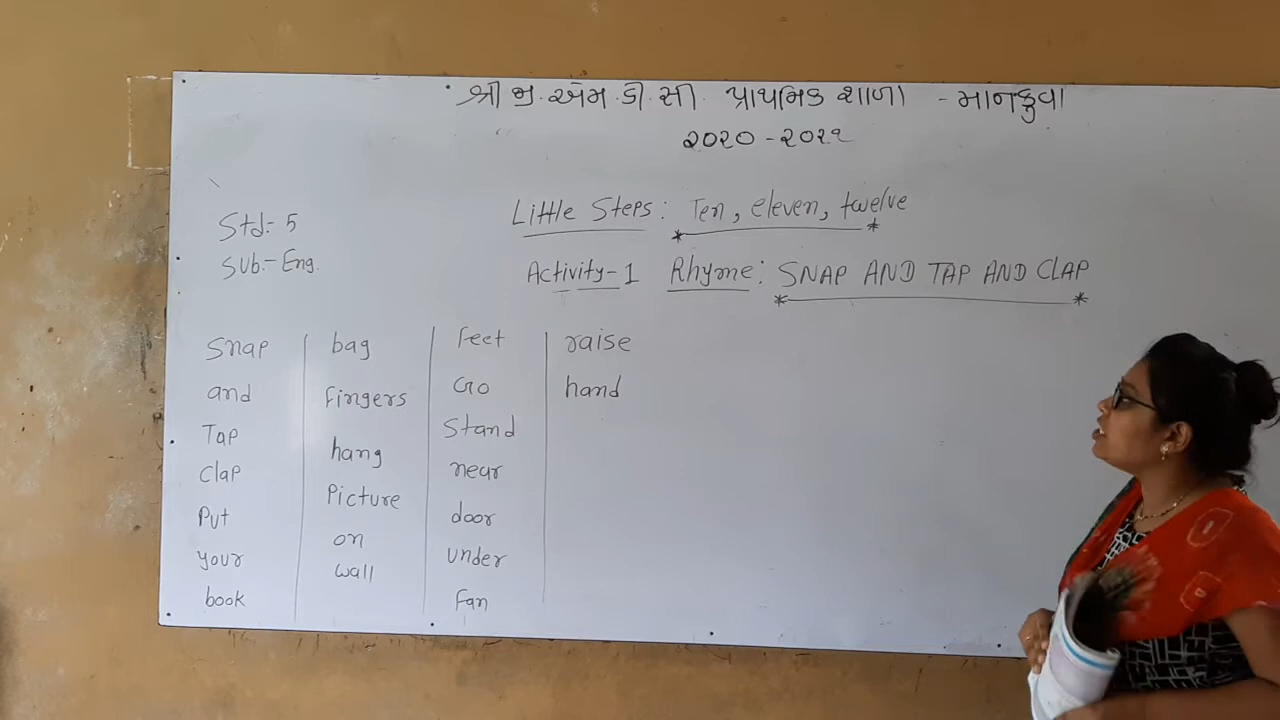 શ્રી જી.એમ.ડી.સી. પ્રાથમિક શાળા - માનકુવા
૨૦૨૦ - ૨૦૨૧
Std:- 5
Sub:- Eng.
Little Steps: Ten, eleven, twelve
Activity-1 Rhyme: SNAP AND TAP AND CLAP
Snap
and
Tap
Clap
Put
your
book
bag
Fingers
hang
Picture
on
wall
Feet
Go
Stand
near
door
under
Fan
raise
hand